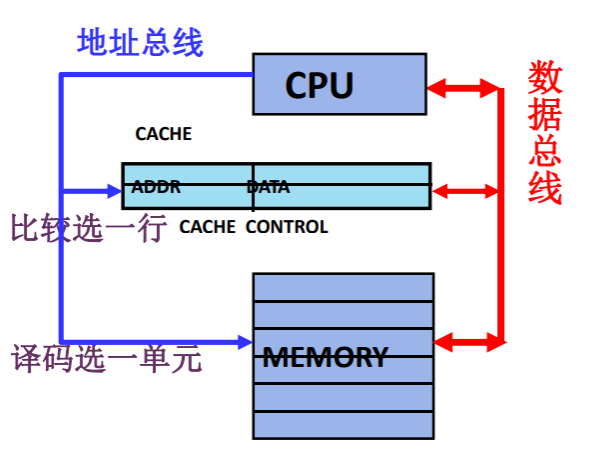 地址总线
CPU
数据总线
CACHE
ADDR DATA
比较选一行
CACHE CONTROL
译码选一单元
MEMORY